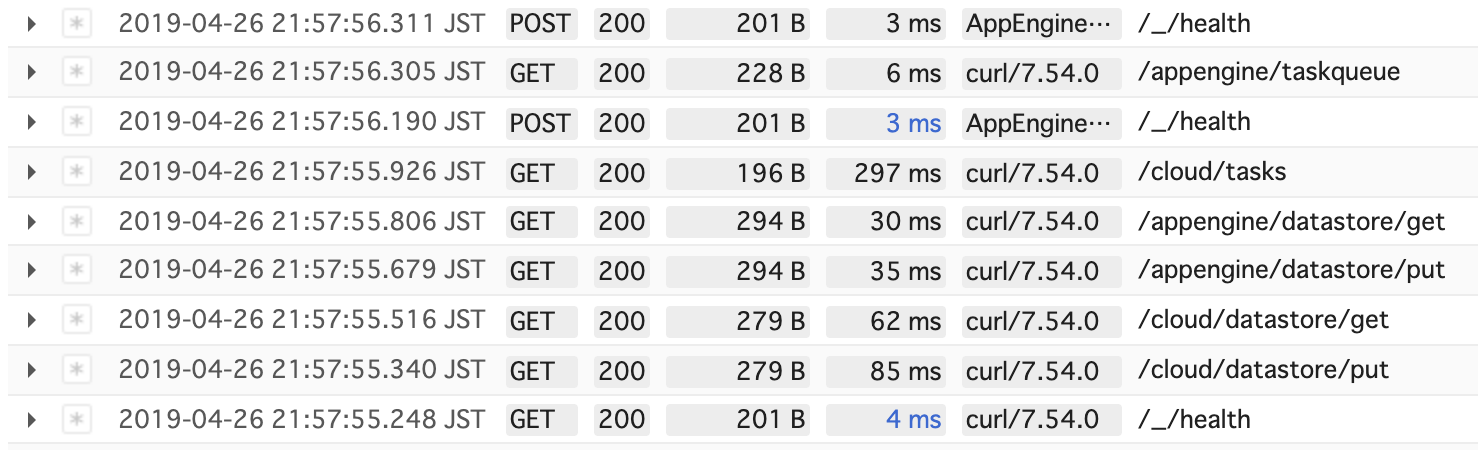 2019-04-26 21:57:56.311 JST POST 200 201 B 3 ms AppEngine⋯ /_/health
2019-04-26 21:57:56.305 JST GET 200 228 B 6 ms curl/7.54.0 /appengine/taskqueue
2019-04-26 21:57:56.190 JST POST 200 201 B 3 ms AppEngine⋯ /_/health
2019-04-26 21:57:55.926 JST GET 200 196 B 297 ms curl/7.54.0 /cloud/tasks
2019-04-26 21:57:55.806 JST GET 200 294 B 30 ms curl/7.54.0 /appengine/datastore/get
2019-04-26 21:57:55.679 JST GET 200 294 B 35 ms curl/7.54.0 /appengine/datastore/put
2019-04-26 21:57:55.516 JST GET 200 279 B 62 ms curl/7.54.0 /cloud/datastore/get
2019-04-26 21:57:55.340 JST GET 200 279 B 85 ms curl/7.54.0 /cloud/datastore/put
2019-04-26 21:57:55.248 JST GET 200 201 B 4 ms curl/7.54.0 /_/health